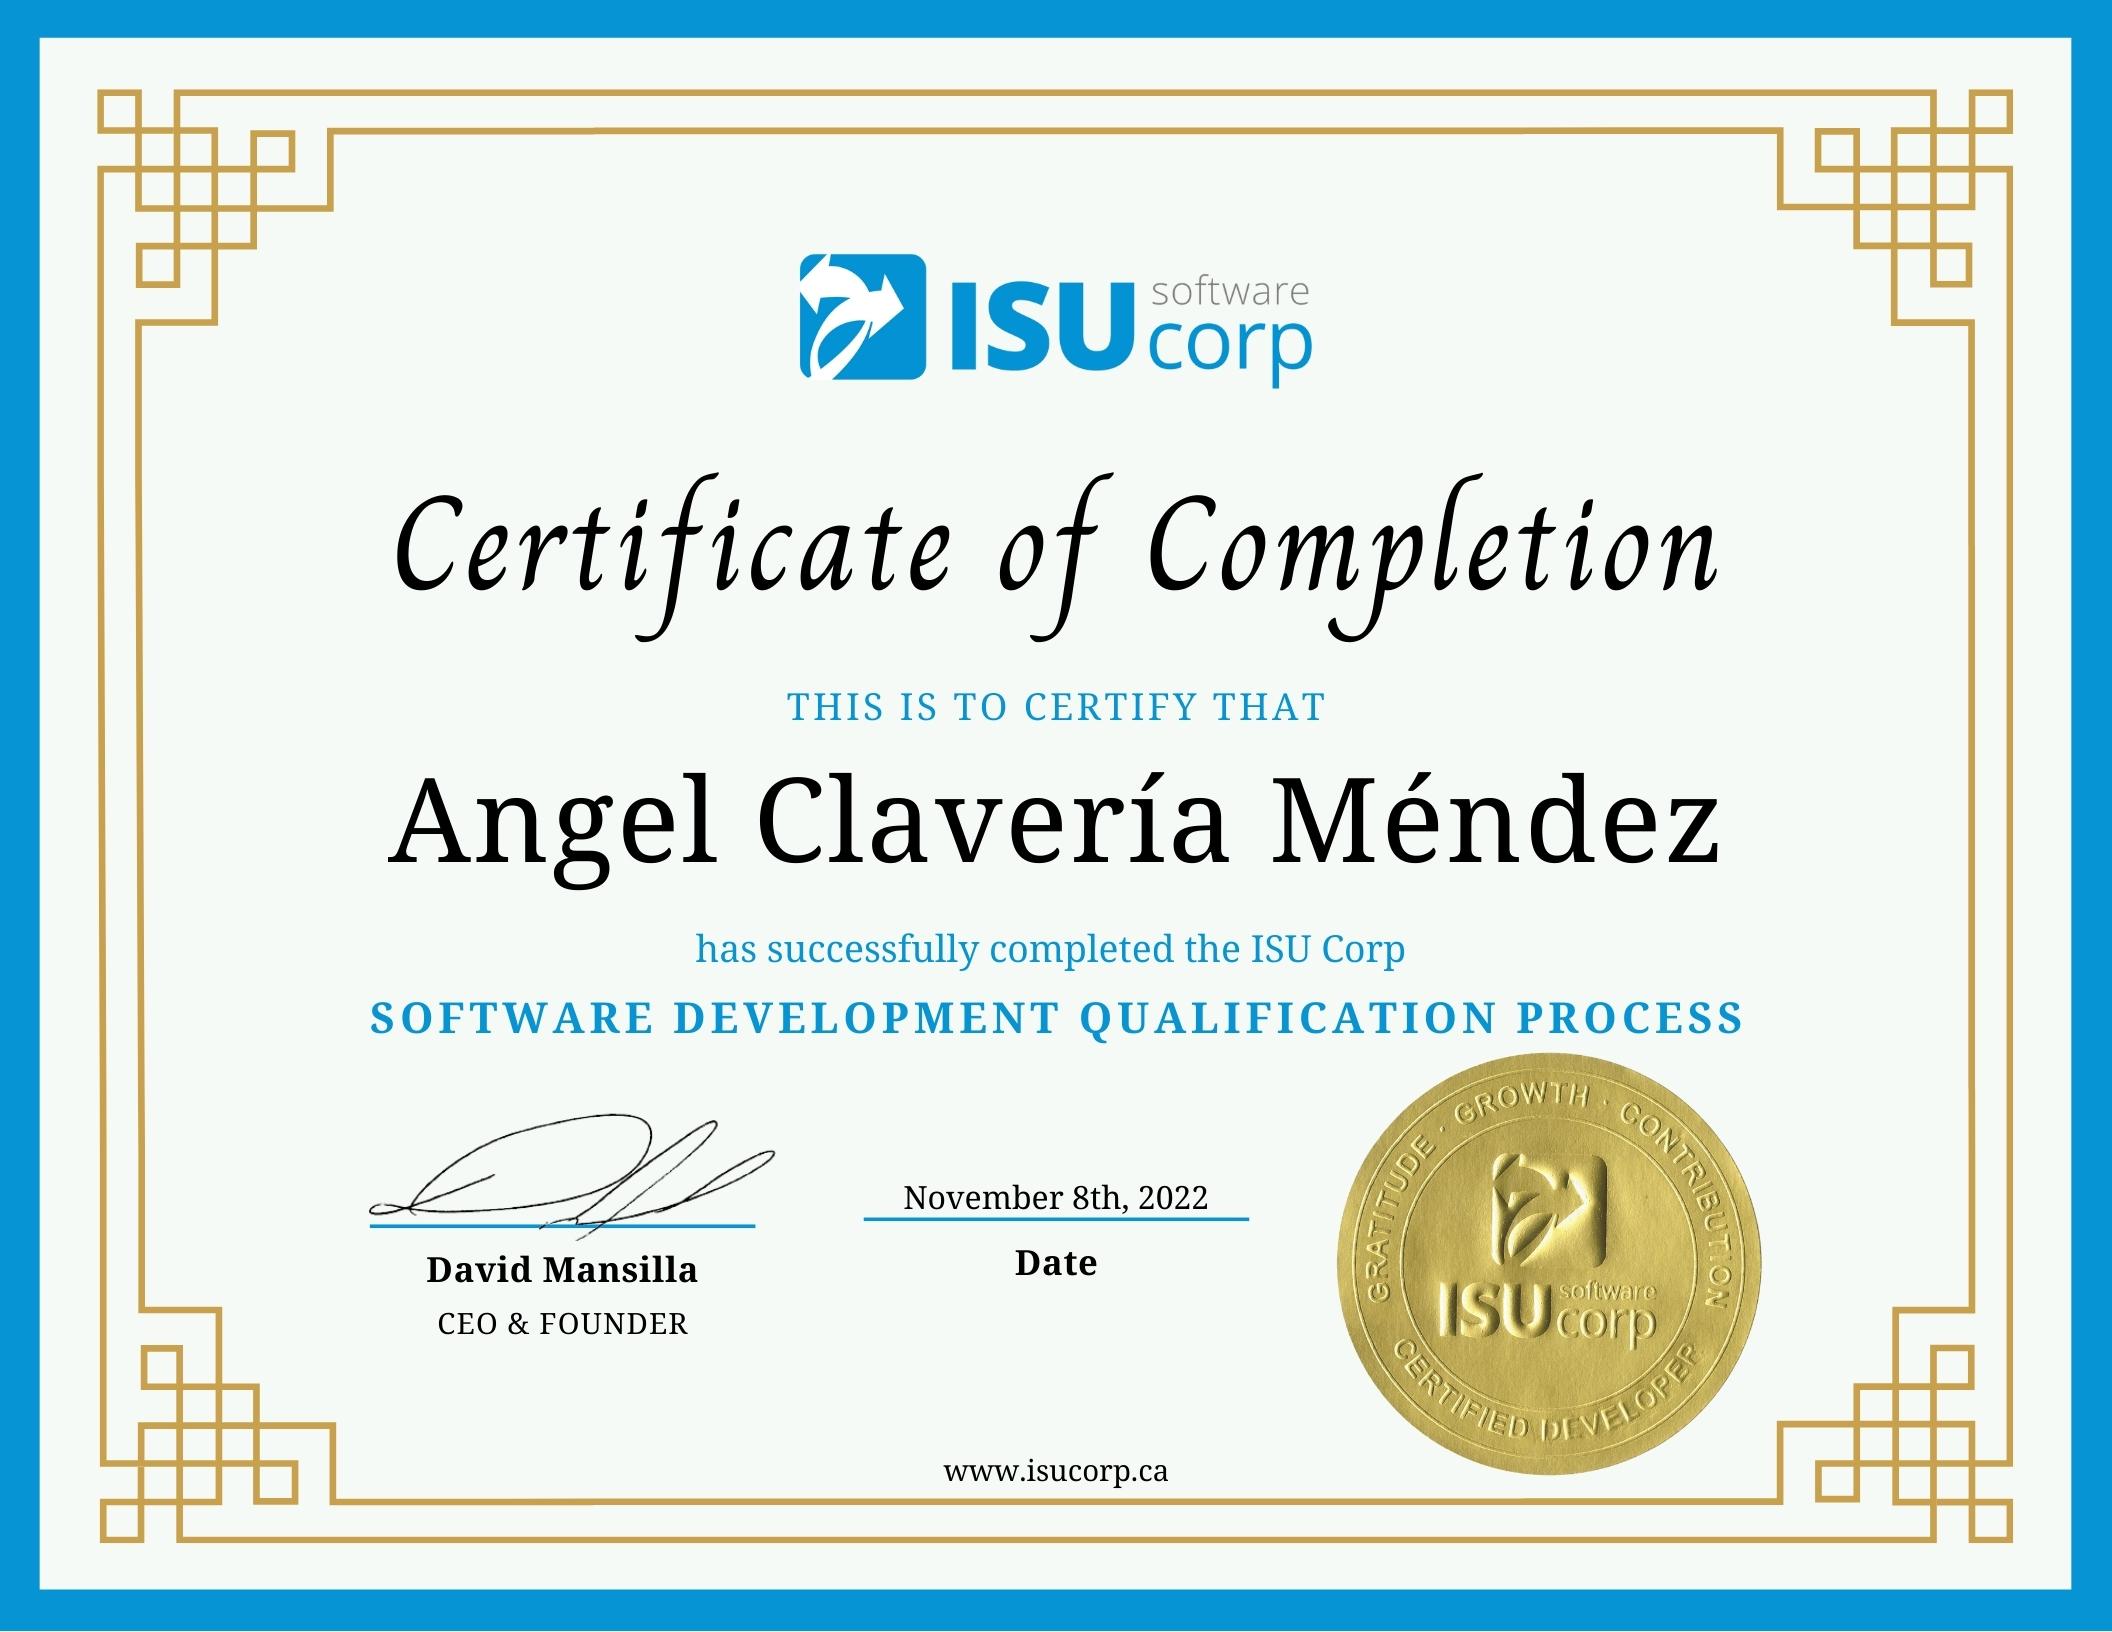 ISU software corp
Certificate of Completion
THIS IS TO CERTIFY THAT
Angel Clavería Méndez
has successfully completed the ISU Corp
SOFTWARE DEVELOPMENT QUALIFICATION PROCESS
November 8th, 2022
David Mansilla
Date
CEO & FOUNDER
GRATITUDE · GROWTH · CONTRIBUTION
ISU software corp
CERTIFIED DEVELOPER
www.isucorp.ca